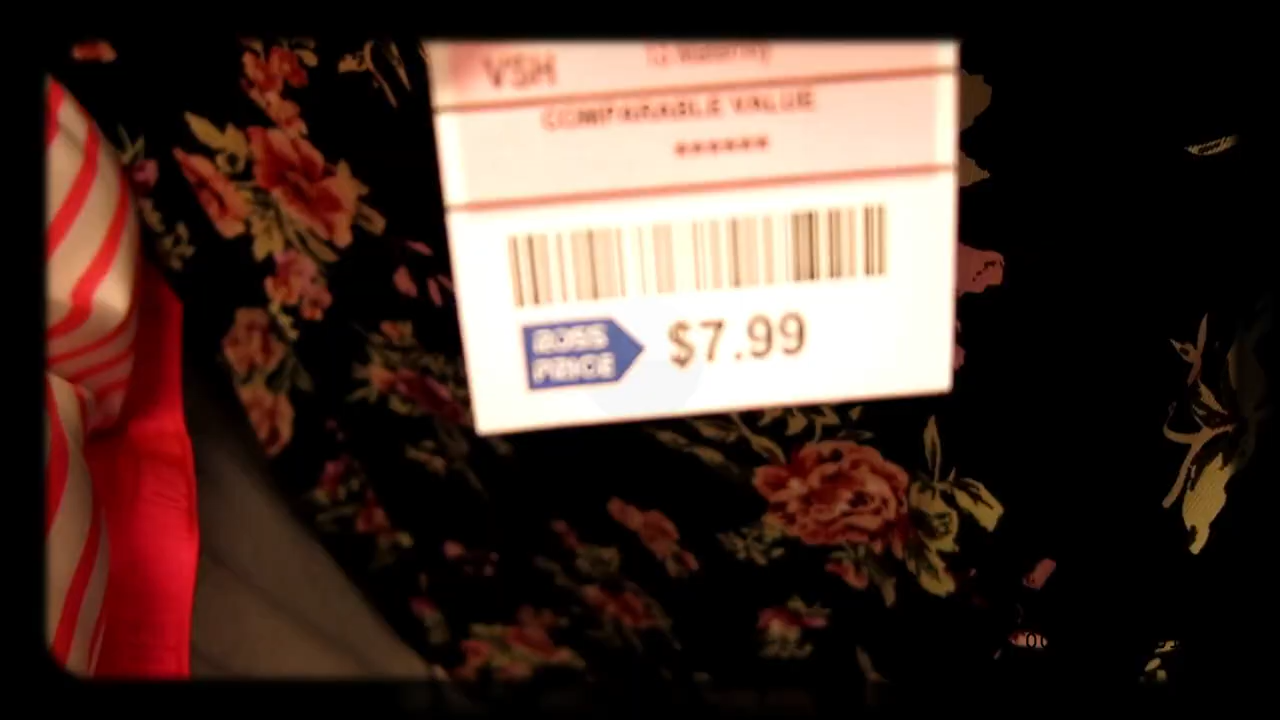 VSH
COMPARABLE VALUE
******
ROSS
PRICE
$7.99